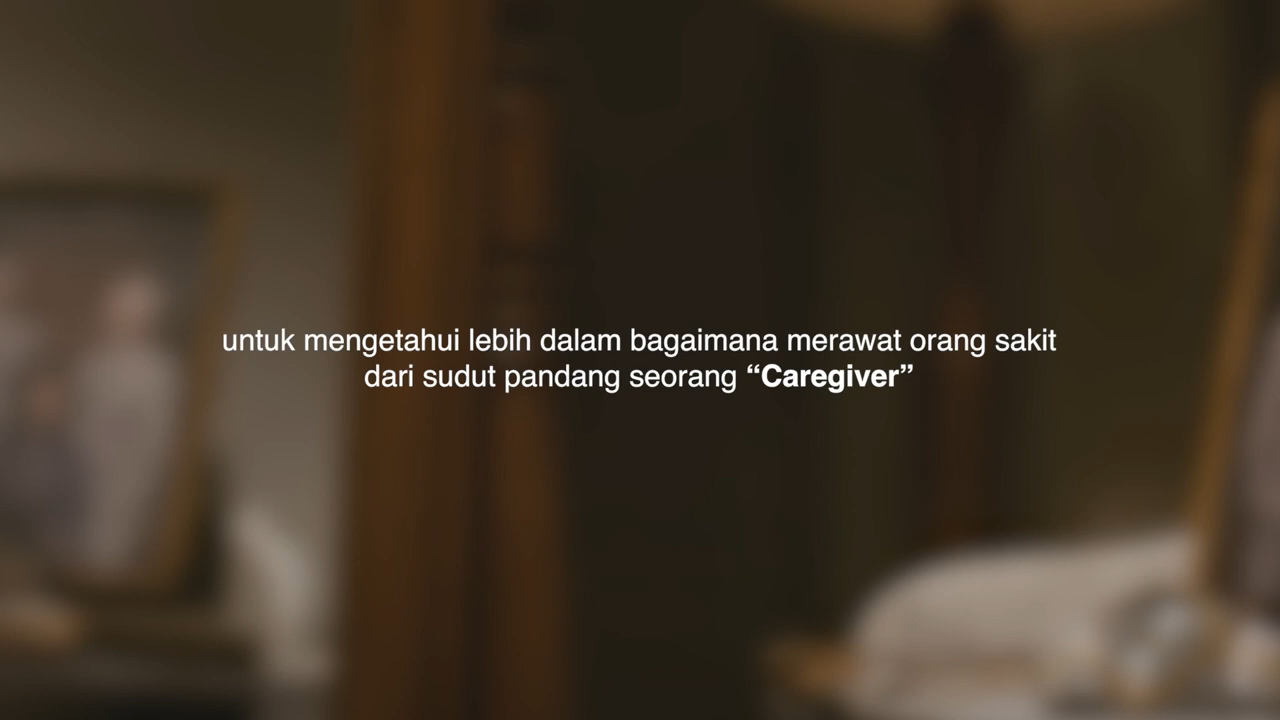 untuk mengetahui lebih dalam bagaimana merawat orang sakit
dari sudut pandang seorang “Caregiver”